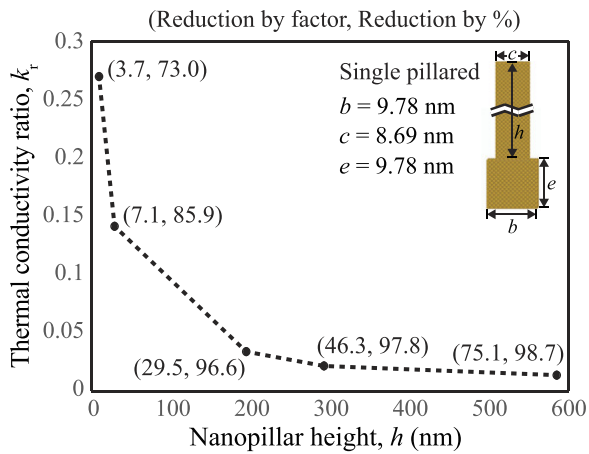 (Reduction by factor, Reduction by %)
Thermal conductivity ratio, kᵣ
0.3
0.25
0.2
0.15
0.1
0.05
0
(3.7, 73.0)
(7.1, 85.9)
(29.5, 96.6)
(46.3, 97.8)
(75.1, 98.7)
Single pillared
b = 9.78 nm
c = 8.69 nm
e = 9.78 nm
c
h
e
b
0 100 200 300 400 500 600
Nanopillar height, h (nm)